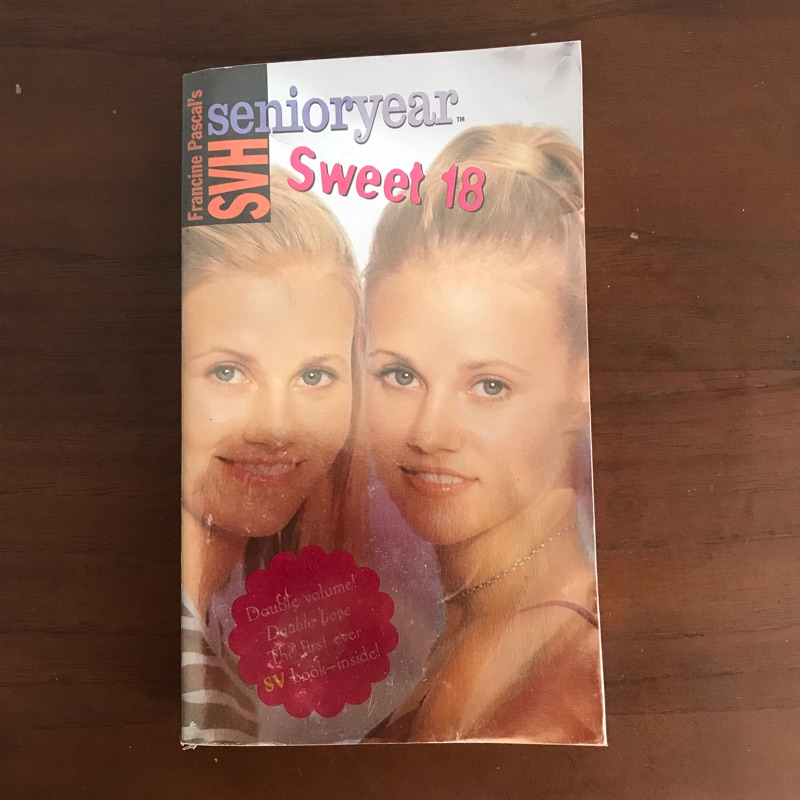 Francine Pascal's
SVH
senioryear™
Sweet 18
Double volume!
Double Love
The first ever
SV book—inside!